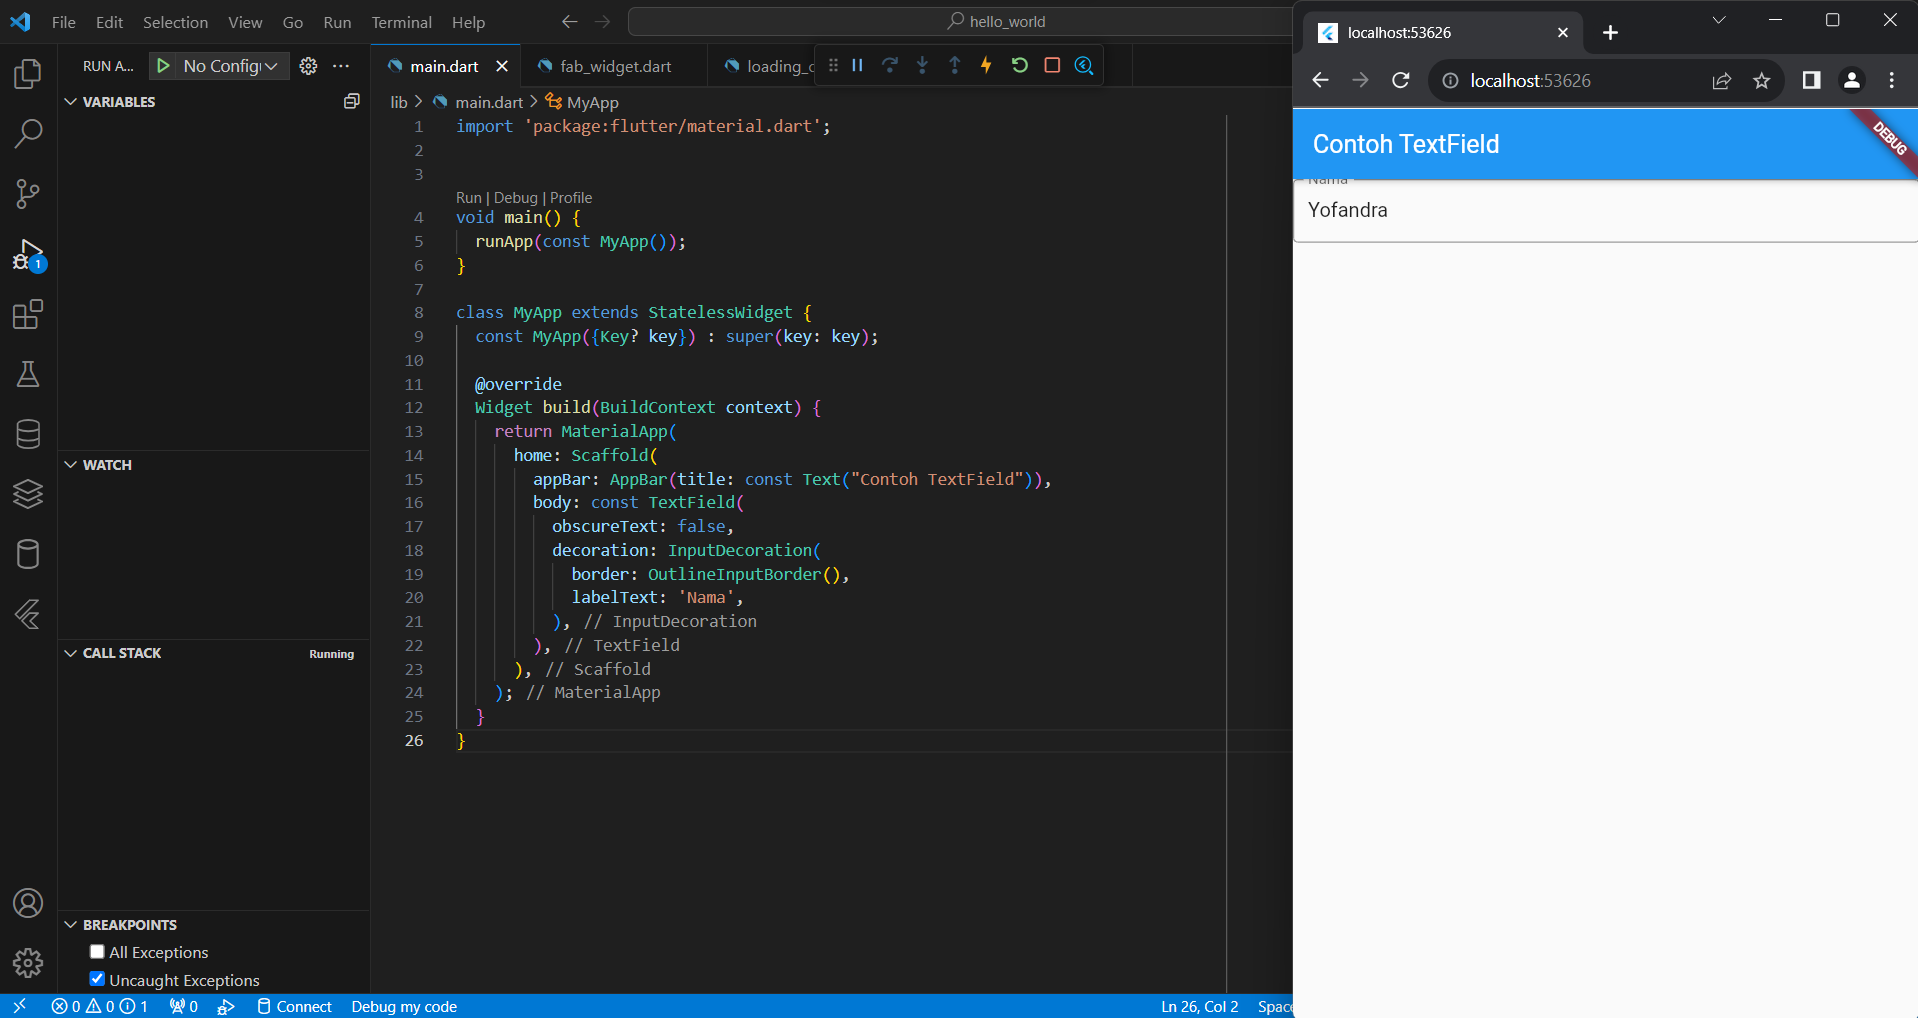 File Edit Selection View Go Run Terminal Help
hello_world
RUN A... No Config
main.dart
fab_widget.dart
loading_c
VARIABLES
lib > main.dart > MyApp
1 import 'package:flutter/material.dart';
2
3
Run | Debug | Profile
4 void main() {
5 runApp(const MyApp());
6 }
7
8 class MyApp extends StatelessWidget {
9 const MyApp({Key? key}) : super(key: key);
10
11 @override
12 Widget build(BuildContext context) {
13 return MaterialApp(
14 home: Scaffold(
15 appBar: AppBar(title: const Text("Contoh TextField")),
16 body: const TextField(
17 obscureText: false,
18 decoration: InputDecoration(
19 border: OutlineInputBorder(),
20 labelText: 'Nama',
21 ), // InputDecoration
22 ), // TextField
23 ), // Scaffold
24 ); // MaterialApp
25 }
26 }
WATCH
CALL STACK Running
BREAKPOINTS
All Exceptions
Uncaught Exceptions
1
0 0 1 0 Connect Debug my code
Ln 26, Col 2 Space
localhost:53626
localhost:53626
Contoh TextField
DEBUG
Nama
Yofandra